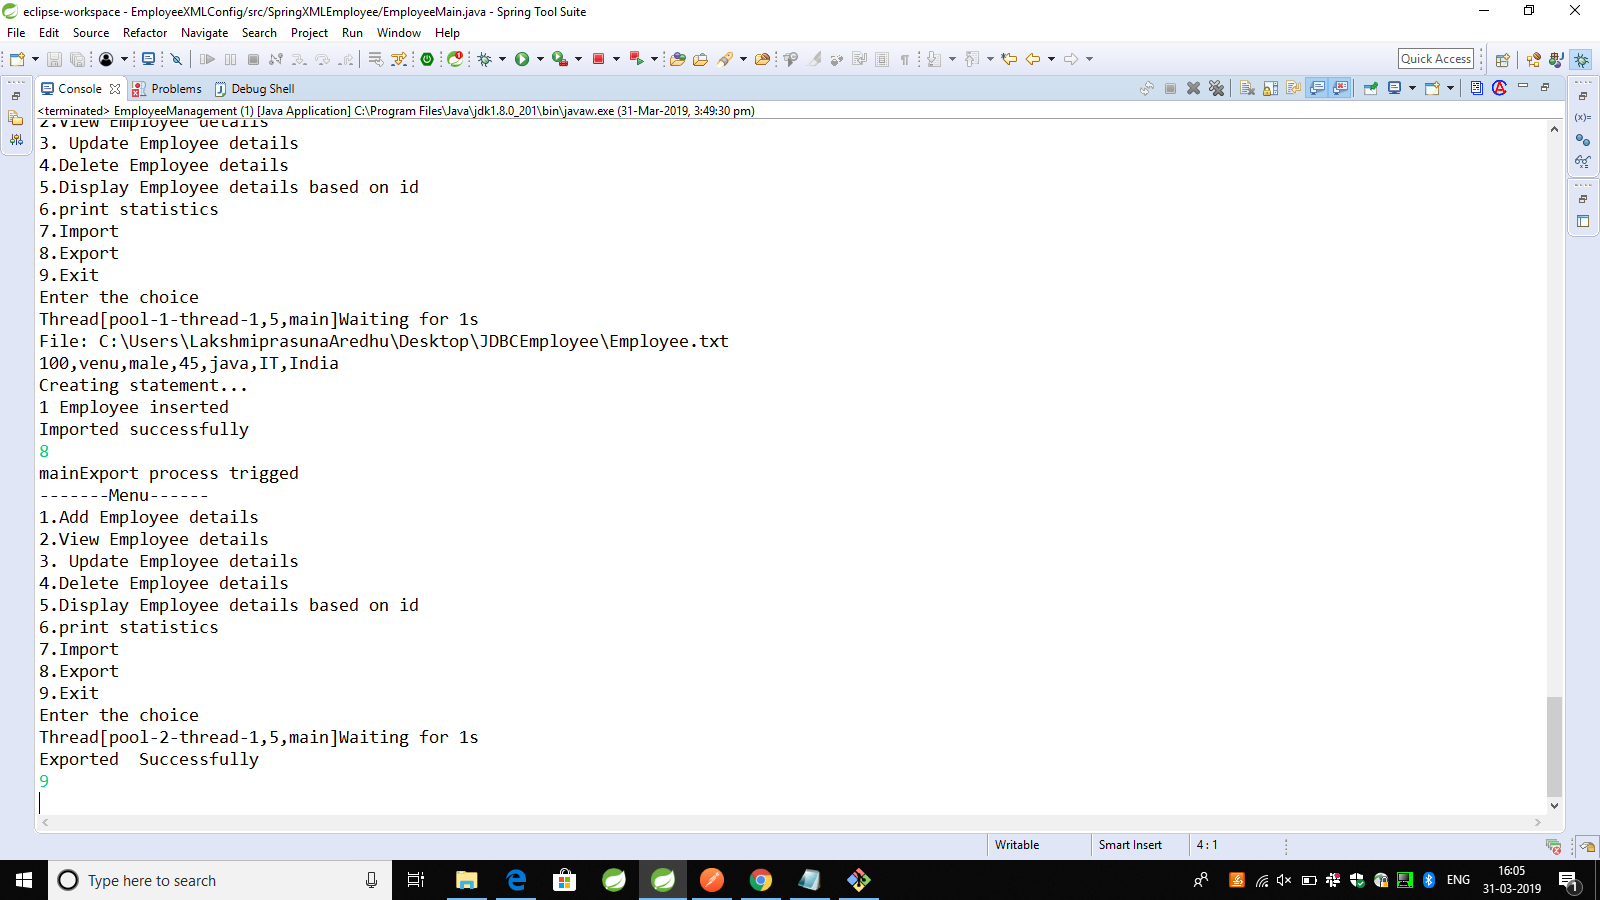 eclipse-workspace - EmployeeXMLConfig/src/SpringXMLEmployee/EmployeeMain.java - Spring Tool Suite
File Edit Source Refactor Navigate Search Project Run Window Help
Quick Access
Console Problems Debug Shell
<terminated> EmployeeManagement (1) [Java Application] C:\Program Files\Java\jdk1.8.0_201\bin\javaw.exe (31-Mar-2019, 3:49:30 pm)
2.View Employee details
3. Update Employee details
4.Delete Employee details
5.Display Employee details based on id
6.print statistics
7.Import
8.Export
9.Exit
Enter the choice
Thread[pool-1-thread-1,5,main]Waiting for 1s
File: C:\Users\LakshmiprasunaAredhu\Desktop\JDBCEmployee\Employee.txt
100,venu,male,45,java,IT,India
Creating statement...
1 Employee inserted
Imported successfully
8
mainExport process trigged
-------Menu------
1.Add Employee details
2.View Employee details
3. Update Employee details
4.Delete Employee details
5.Display Employee details based on id
6.print statistics
7.Import
8.Export
9.Exit
Enter the choice
Thread[pool-2-thread-1,5,main]Waiting for 1s
Exported  Successfully
9
Writable Smart Insert 4 : 1
Type here to search
ENG
16:05
31-03-2019
1